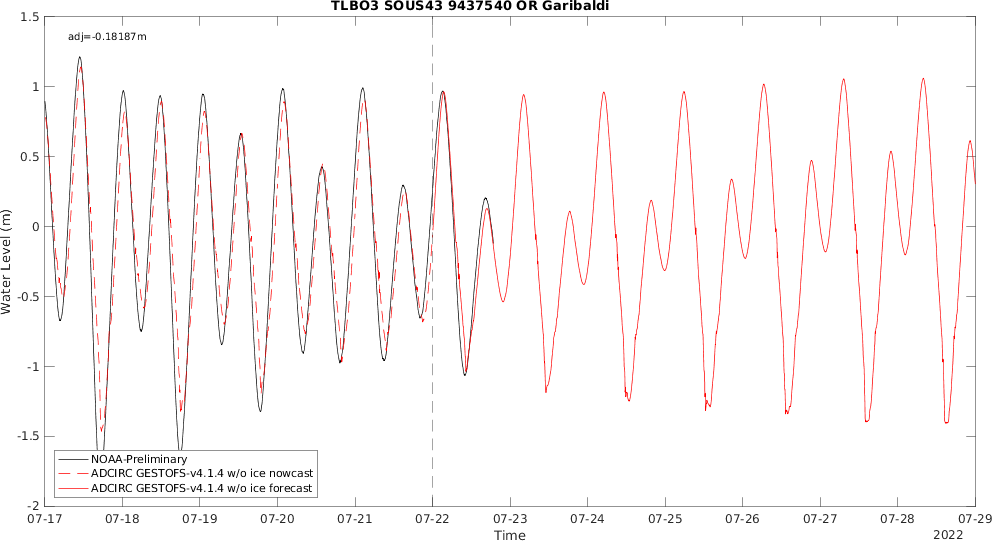 TLBO3 SOUS43 9437540 OR Garibaldi
adj=-0.18187m
1.5
1
0.5
0
-0.5
-1
-1.5
-2
Water Level (m)
NOAA-Preliminary
ADCIRC GESTOFS-v4.1.4 w/o ice nowcast
ADCIRC GESTOFS-v4.1.4 w/o ice forecast
07-17 07-18 07-19 07-20 07-21 07-22 07-23 07-24 07-25 07-26 07-27 07-28 07-29
Time
2022